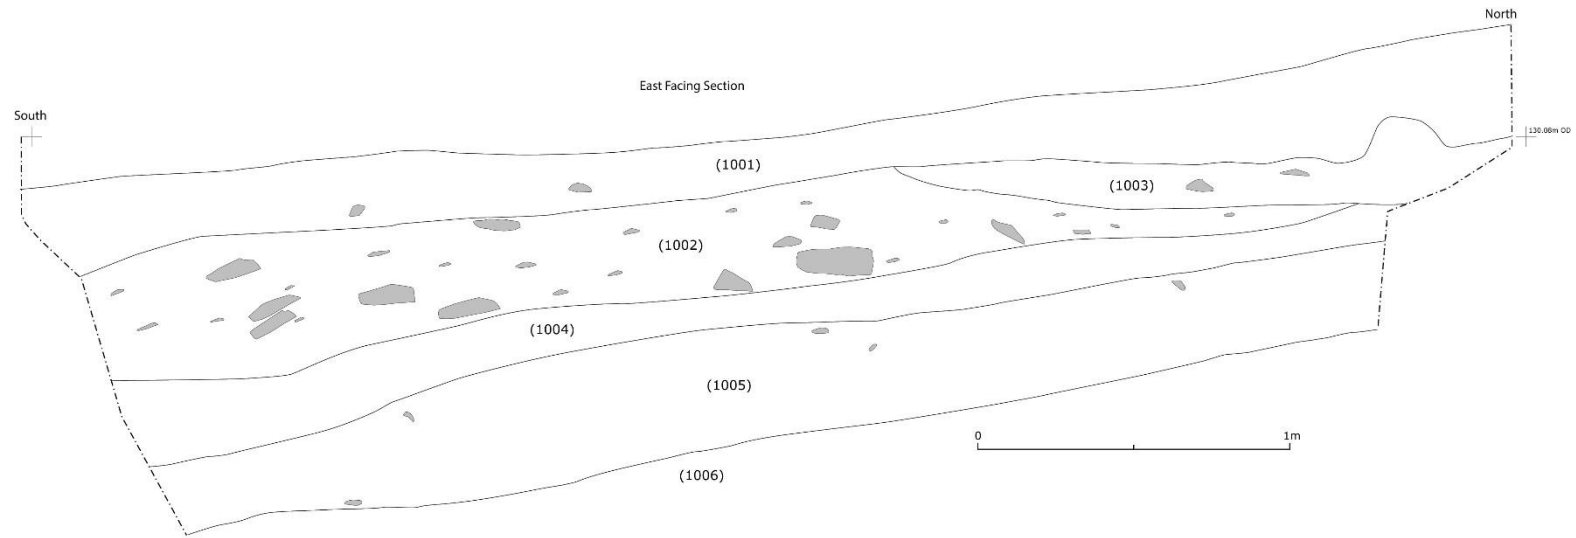 North
East Facing Section
South
130.08m OD
(1001)
(1003)
(1002)
(1004)
(1005)
0 1m
(1006)